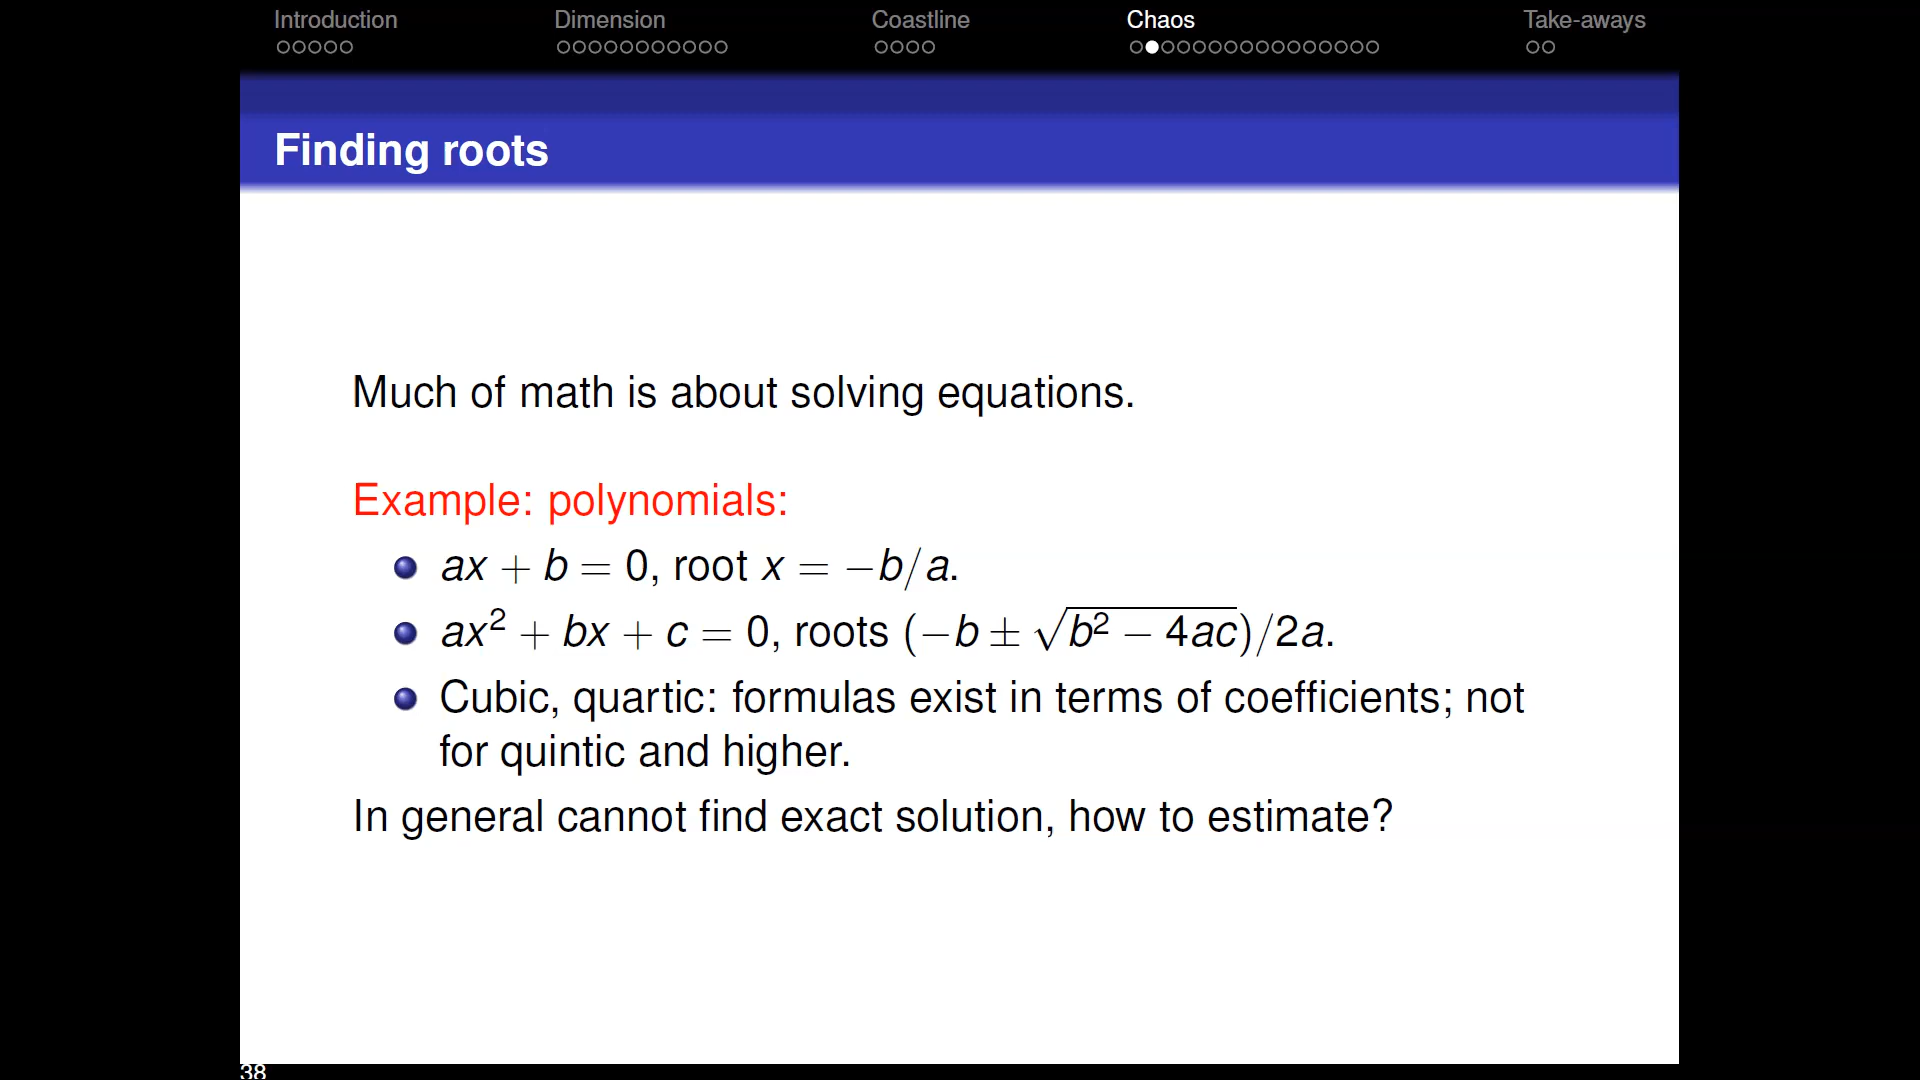 Introduction Dimension Coastline Chaos Take-aways
Finding roots
Much of math is about solving equations.
Example: polynomials:
ax + b = 0, root x = −b/a.
ax² + bx + c = 0, roots (−b ± √b² − 4ac)/2a.
Cubic, quartic: formulas exist in terms of coefficients; not
for quintic and higher.
In general cannot find exact solution, how to estimate?
38